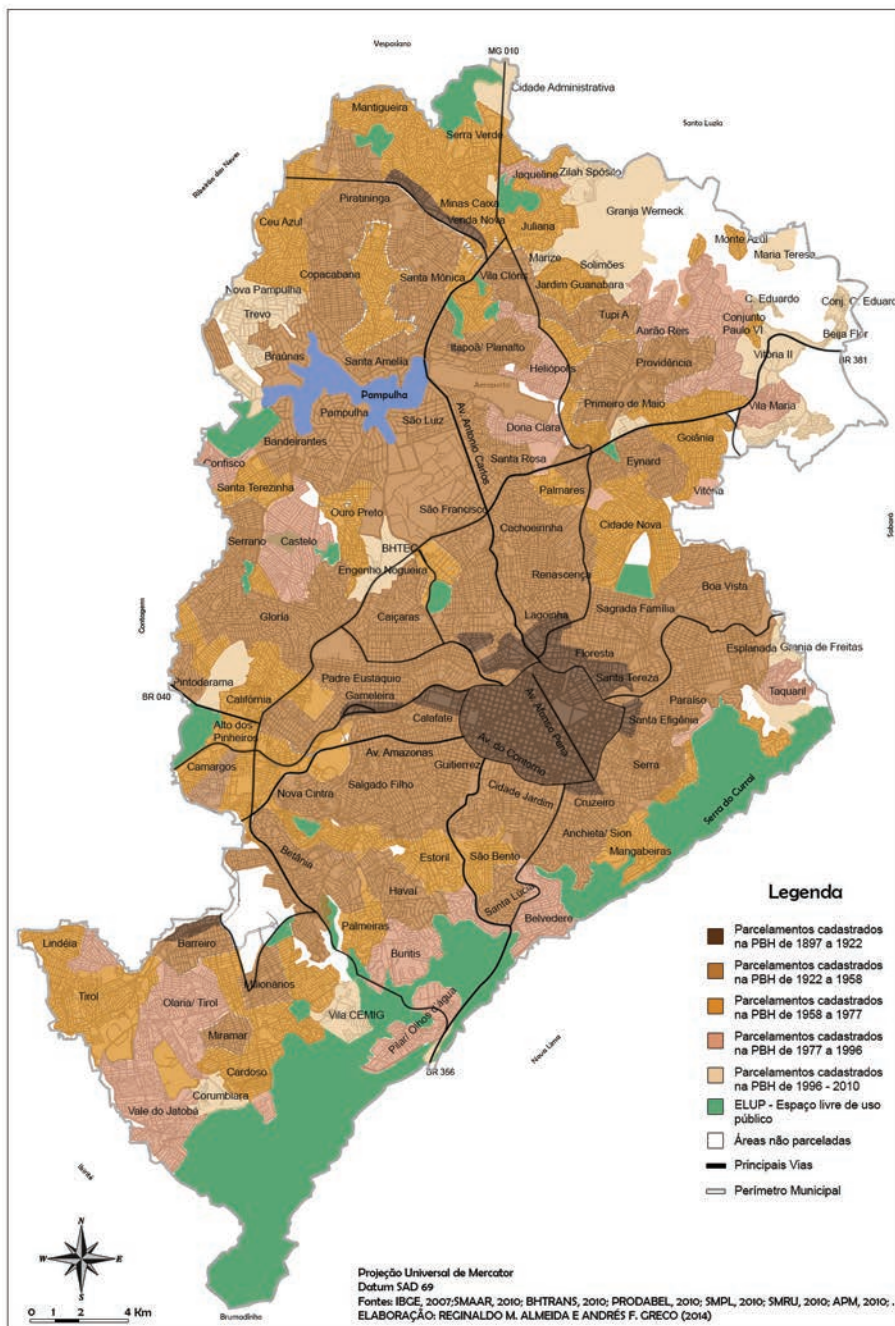 Vespasiano
MG 010
Cidade Administrativa
Mantigueira
Santa Luzia
Serra Verde
Ribeirão das Neves
Jaqueline
Zilah Spósito
Piratininga
Minas Caixa
Granja Werneck
Venda Nova
Ceu Azul
Juliana
Monte Azul
Maria Teresa
Marize
Solimões
Copacabana
Santa Mônica
Vila Clóris
Jardim Guanabara
Nova Pampulha
C. Eduardo
Conj. C. Eduardo
Trevo
Tupi A
Aarão Reis
Conjunto
Paulo VI
Beija Flor
Itapoã/ Planalto
Braúnas
Santa Amelia
Heliópolis
Providância
Vitória II
BR 381
Aeroporto
Pampulha
Primeiro de Maio
Vila Maria
Pampulha
São Luiz
Av. Antonio Carlos
Dona Clara
Bandeirantes
Goiânia
Confisco
Santa Rosa
Eynard
Santa Terezinha
Palmares
Vitória
Ouro Preto
São Francisco
Cidade Nova
Sabará
Serrano
Castelo
BHTEC
Cachoeirinha
Engenho Nogueira
Renascença
Boa Vista
Contagem
Gloria
Caiçaras
Lagoinha
Sagrada Família
Floresta
Esplanada
Granja de Freitas
Pintodarama
Padre Eustaquio
Santa Tereza
BR 040
Califórnia
Gameleira
Paraíso
Taquaril
Alto dos
Pinheiros
Calafate
Av. Afonso Pena
Santa Efigênia
Av. Amazonas
Av. do Contorno
Camargos
Gutierrez
Serra
Nova Cintra
Salgado Filho
Serra do Curral
Cidade Jardim
Cruzeiro
Anchieta/ Sion
Betânia
Estoril
São Bento
Mangabeiras
Havaí
Santa Lúcia
Belvedere
Palmeiras
Lindéia
Barreiro
Buritis
Milionários
Tirol
Olaria/ Tirol
Vila CEMIG
Pilar/ Olhos d'água
Miramar
Nova Lima
Cardoso
BR 356
Corumbiara
Vale do Jatobá
Ibirité
Brumadinho
Legenda
Parcelamentos cadastrados
na PBH de 1897 a 1922
Parcelamentos cadastrados
na PBH de 1922 a 1958
Parcelamentos cadastrados
na PBH de 1958 a 1977
Parcelamentos cadastrados
na PBH de 1977 a 1996
Parcelamentos cadastrados
na PBH de 1996 - 2010
ELUP - Espaço livre de uso
público
Áreas não parceladas
Principais Vias
Perímetro Municipal
N
W
E
S
0 1 2 4 Km
Projeção Universal de Mercator
Datum SAD 69
Fontes: IBGE, 2007;SMAAR, 2010; BHTRANS, 2010; PRODABEL, 2010; SMPL, 2010; SMRU, 2010; APM, 2010; .
ELABORAÇÃO: REGINALDO M. ALMEIDA E ANDRÉS F. GRECO (2014)